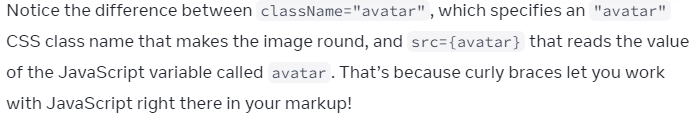 Notice the difference between className="avatar", which specifies an "avatar"
CSS class name that makes the image round, and src={avatar} that reads the value
of the JavaScript variable called avatar. That’s because curly braces let you work
with JavaScript right there in your markup!